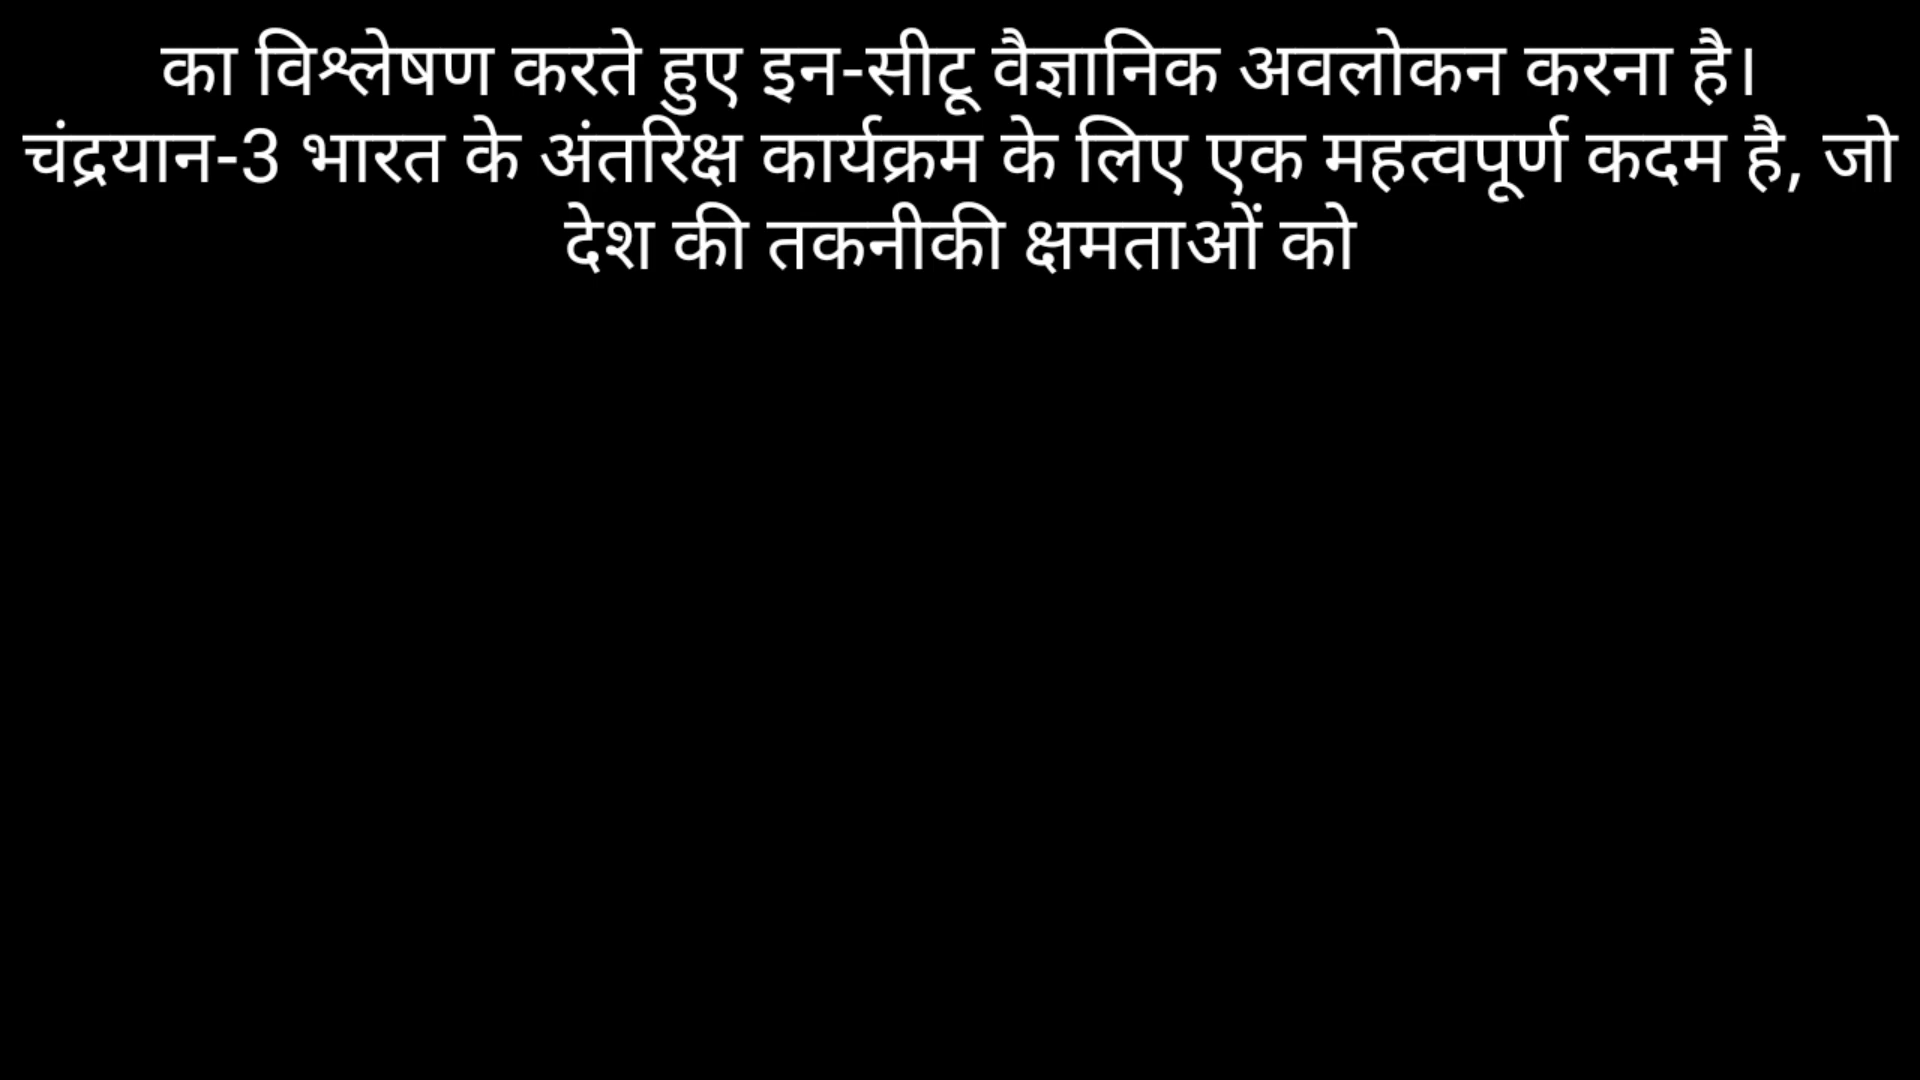 का विश्लेषण करते हुए इन-सीटू वैज्ञानिक अवलोकन करना है।
चंद्रयान-3 भारत के अंतरिक्ष कार्यक्रम के लिए एक महत्वपूर्ण कदम है, जो
देश की तकनीकी क्षमताओं को